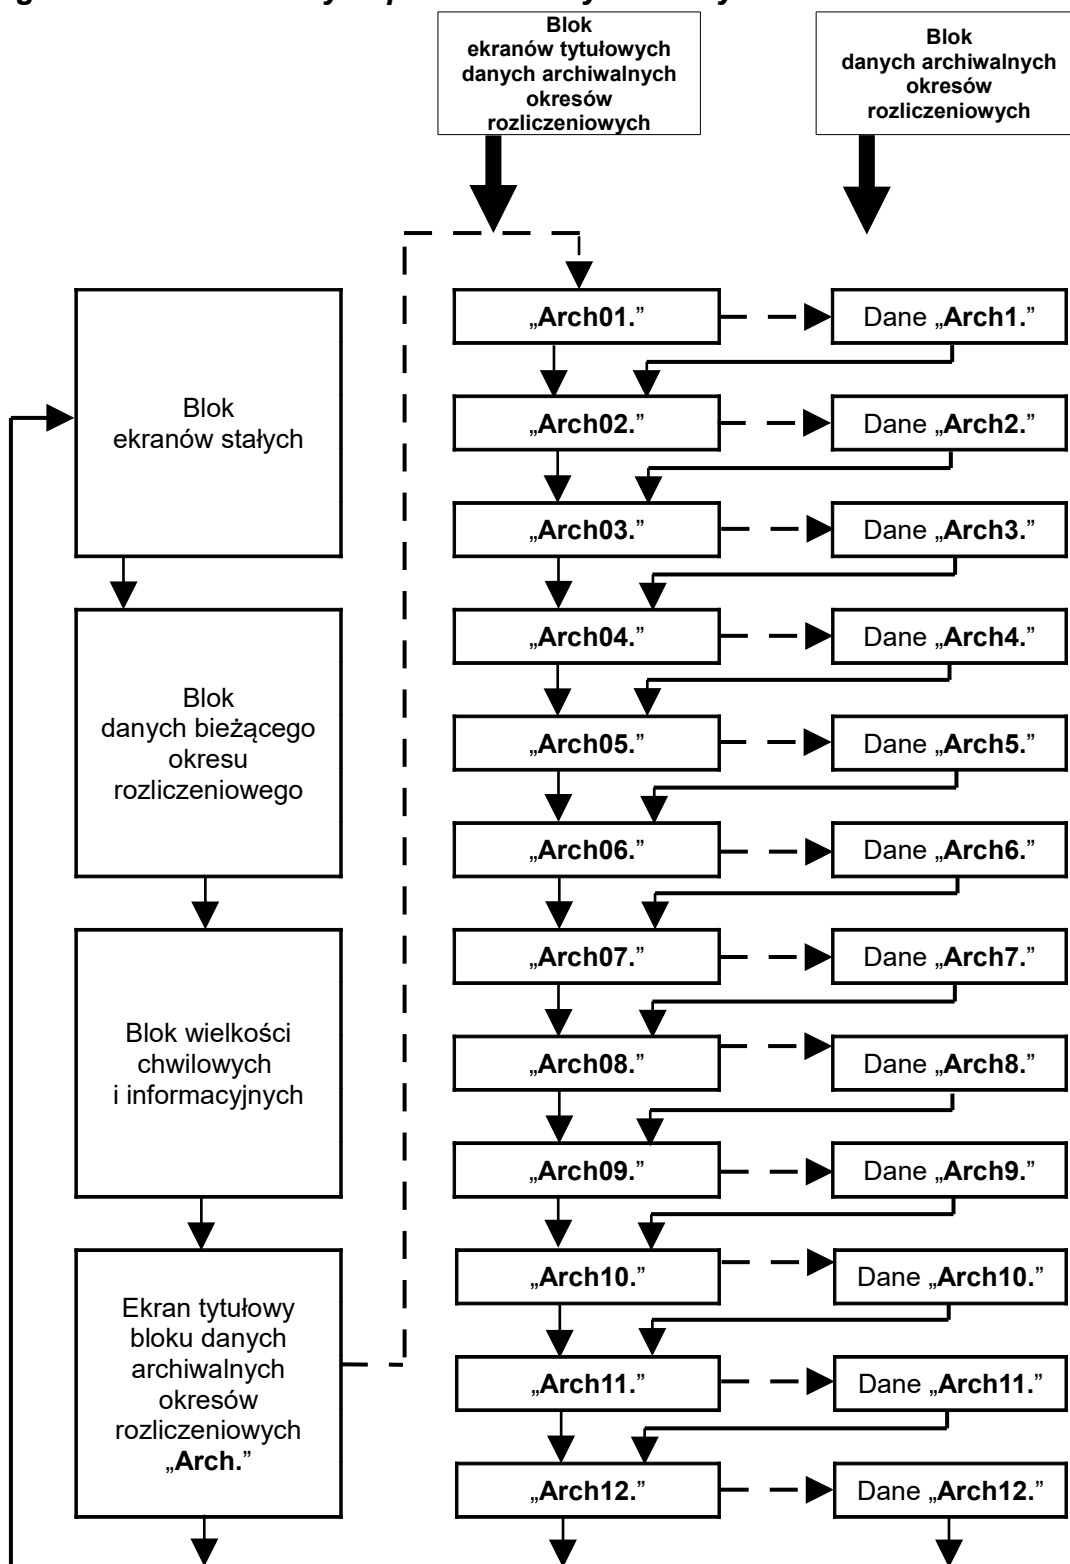 Blok
ekranów tytułowych
danych archiwalnych
okresów
rozliczeniowych
Blok
danych archiwalnych
okresów
rozliczeniowych
Blok
ekranów stałych
Blok
danych bieżącego
okresu
rozliczeniowego
Blok wielkości
chwilowych
i informacyjnych
Ekran tytułowy
bloku danych
archiwalnych
okresów
rozliczeniowych
„Arch.”
„Arch01.”
Dane „Arch1.”
„Arch02.”
Dane „Arch2.”
„Arch03.”
Dane „Arch3.”
„Arch04.”
Dane „Arch4.”
„Arch05.”
Dane „Arch5.”
„Arch06.”
Dane „Arch6.”
„Arch07.”
Dane „Arch7.”
„Arch08.”
Dane „Arch8.”
„Arch09.”
Dane „Arch9.”
„Arch10.”
Dane „Arch10.”
„Arch11.”
Dane „Arch11.”
„Arch12.”
Dane „Arch12.”